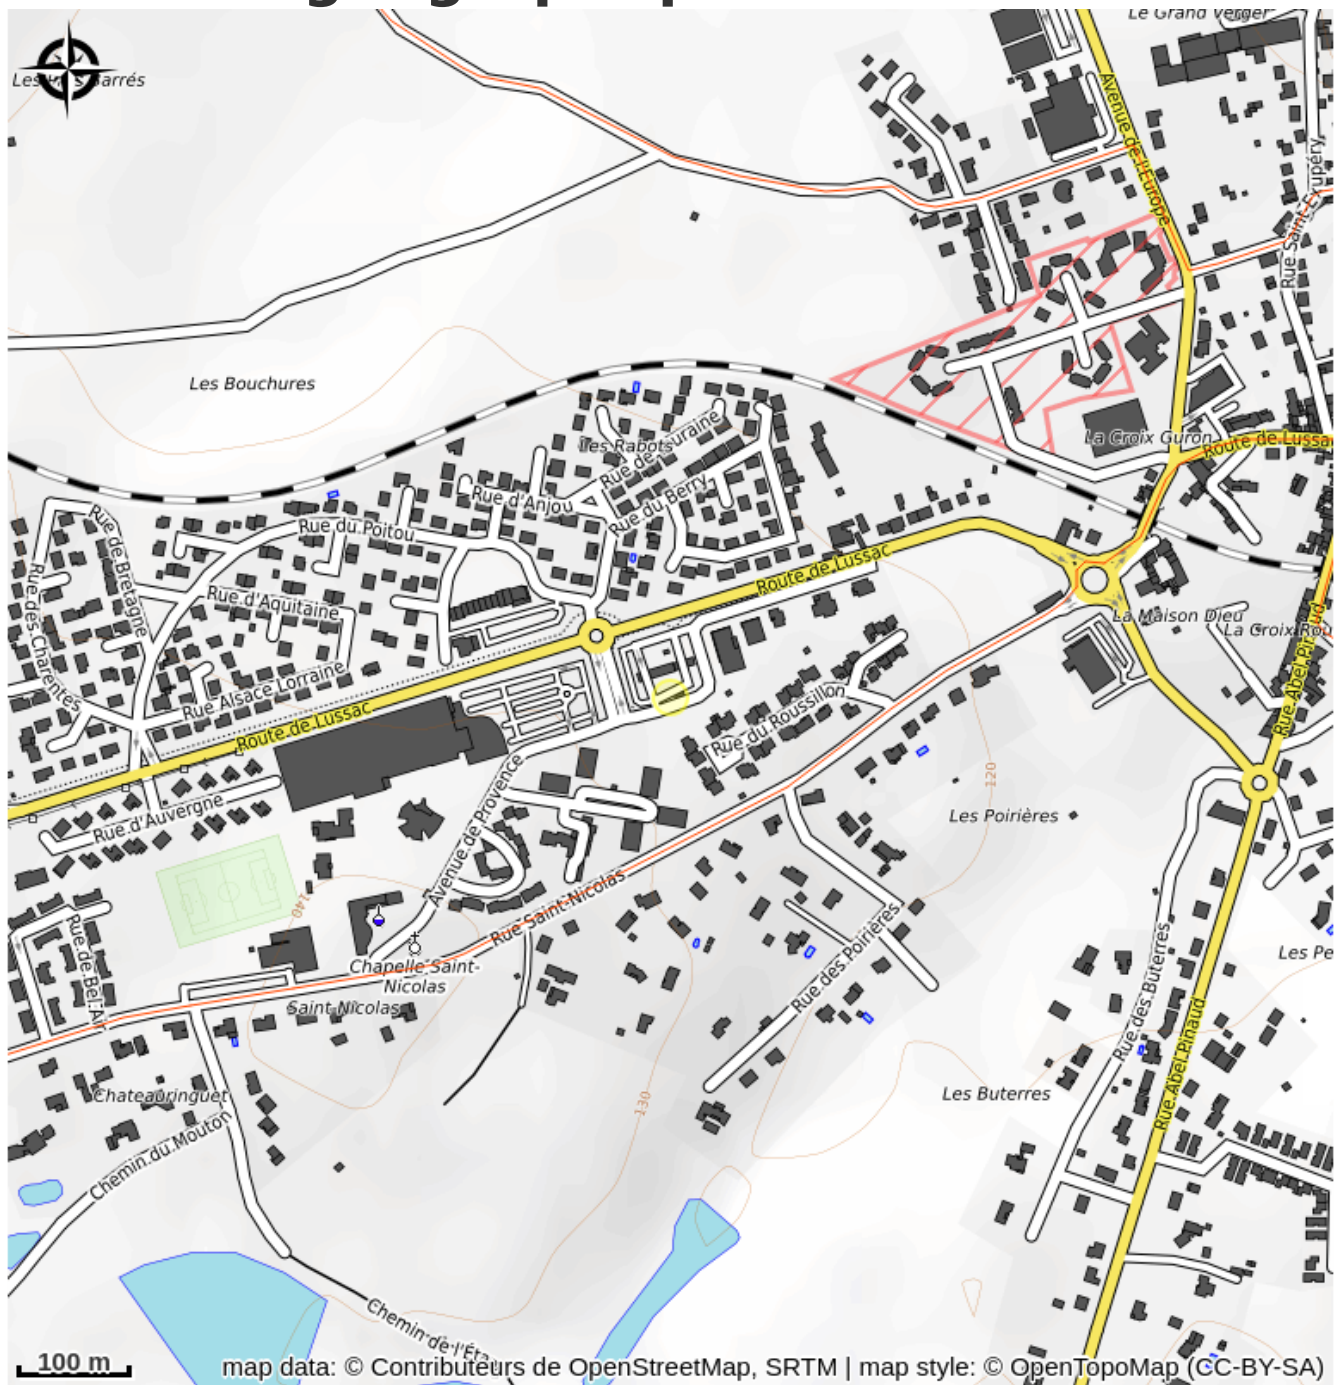 Le Grand Verger
Avenue de l'Europe
Rue Saint-Exupéry
Les Bouchures
Les Rabots
Rue de Touraine
Rue d'Anjou
Rue du Berry
Rue du Poitou
La Croix Guron
Route de Lussac
Rue de Bretagne
Rue des Charentes
Rue d'Aquitaine
Route de Lussac
La Maison Dieu
Rue Alsace Lorraine
Route de Lussac
Rue du Roussillon
Rue Abel Pinaud
Rue d'Auvergne
Avenue de Provence
120
Les Poirières
140
Rue Saint-Nicolas
Rue de Bel Air
Chapelle Saint-
Nicolas
Saint-Nicolas
Rue des Poirières
Rue des Buterres
Rue Abel Pinaud
Chateauringuet
130
Les Buterres
Chemin du Mouton
Chemin de l'Éta
100 m
map data: © Contributeurs de OpenStreetMap, SRTM | map style: © OpenTopoMap (CC-BY-SA)